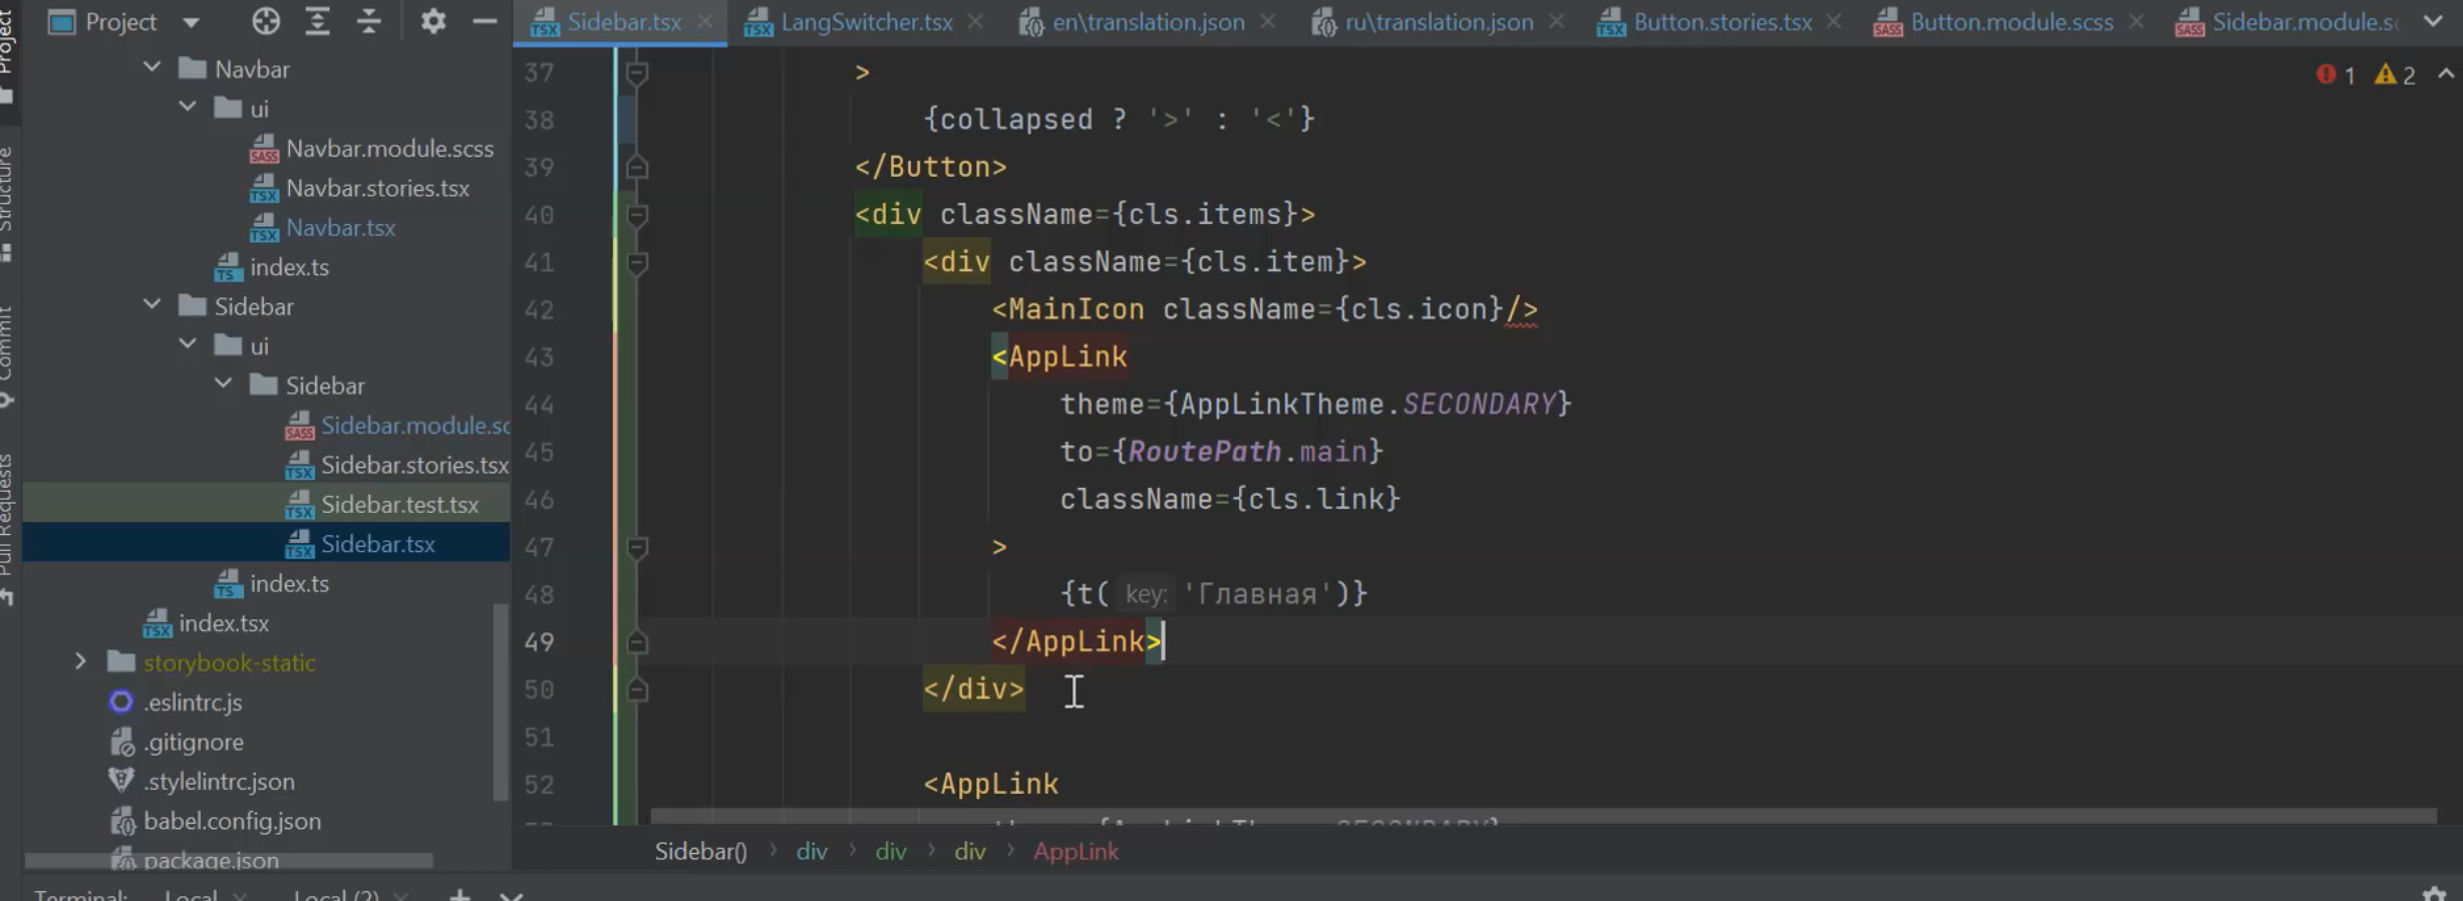 Project
Sidebar.tsx
LangSwitcher.tsx
en\translation.json
ru\translation.json
Button.stories.tsx
Button.module.scss
Sidebar.module.sc
Project
Structure
Commit
Pull Requests
Navbar
ui
Navbar.module.scss
Navbar.stories.tsx
Navbar.tsx
index.ts
Sidebar
ui
Sidebar
Sidebar.module.sc
Sidebar.stories.tsx
Sidebar.test.tsx
Sidebar.tsx
index.ts
index.tsx
storybook-static
.eslintrc.js
.gitignore
.stylelintrc.json
babel.config.json
package.json
1 2
37 >
38 {collapsed ? '>' : '<'}
39 </Button>
40 <div className={cls.items}>
41 <div className={cls.item}>
42 <MainIcon className={cls.icon}/>
43 <AppLink
44 theme={AppLinkTheme.SECONDARY}
45 to={RoutePath.main}
46 className={cls.link}
47 >
48 {t( key: 'Главная')}
49 </AppLink>
50 </div>
51
52 <AppLink
Sidebar() > div > div > div > AppLink
Terminal: Local × Local (2) × +